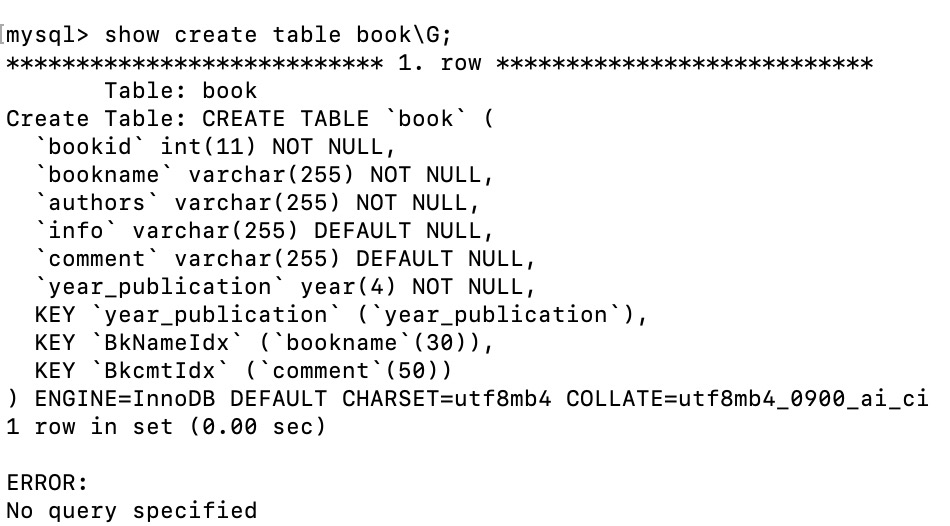 mysql> show create table book\G;
*************************** 1. row ***************************
Table: book
Create Table: CREATE TABLE `book` (
`bookid` int(11) NOT NULL,
`bookname` varchar(255) NOT NULL,
`authors` varchar(255) NOT NULL,
`info` varchar(255) DEFAULT NULL,
`comment` varchar(255) DEFAULT NULL,
`year_publication` year(4) NOT NULL,
KEY `year_publication` (`year_publication`),
KEY `BkNameIdx` (`bookname`(30)),
KEY `BkcmtIdx` (`comment`(50))
) ENGINE=InnoDB DEFAULT CHARSET=utf8mb4 COLLATE=utf8mb4_0900_ai_ci
1 row in set (0.00 sec)
ERROR:
No query specified